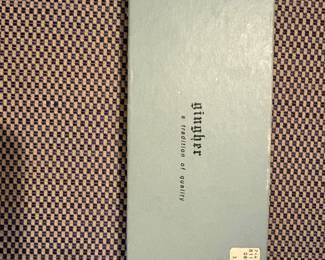 gingher
a tradition of quality